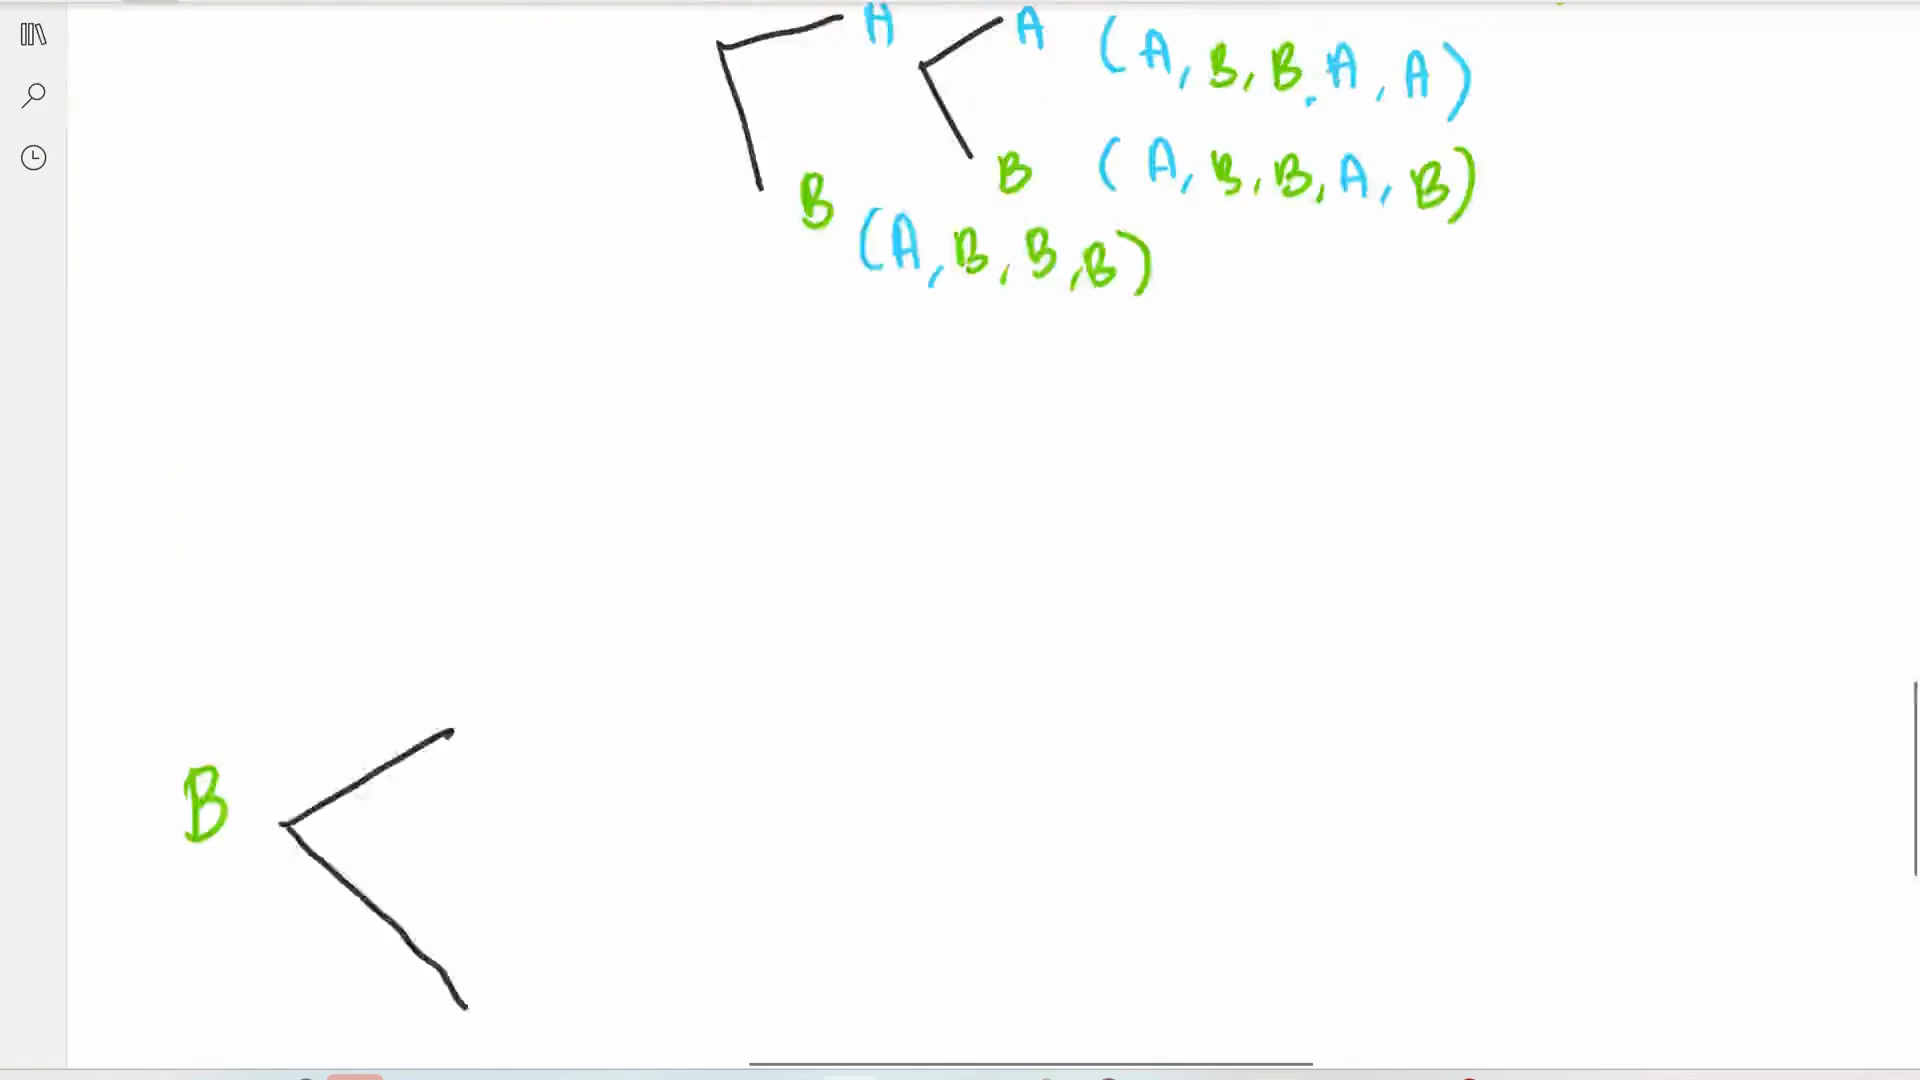 A
A (A, B, B, A, A)
B (A, B, B, A, B)
B (A, B, B, B)
B